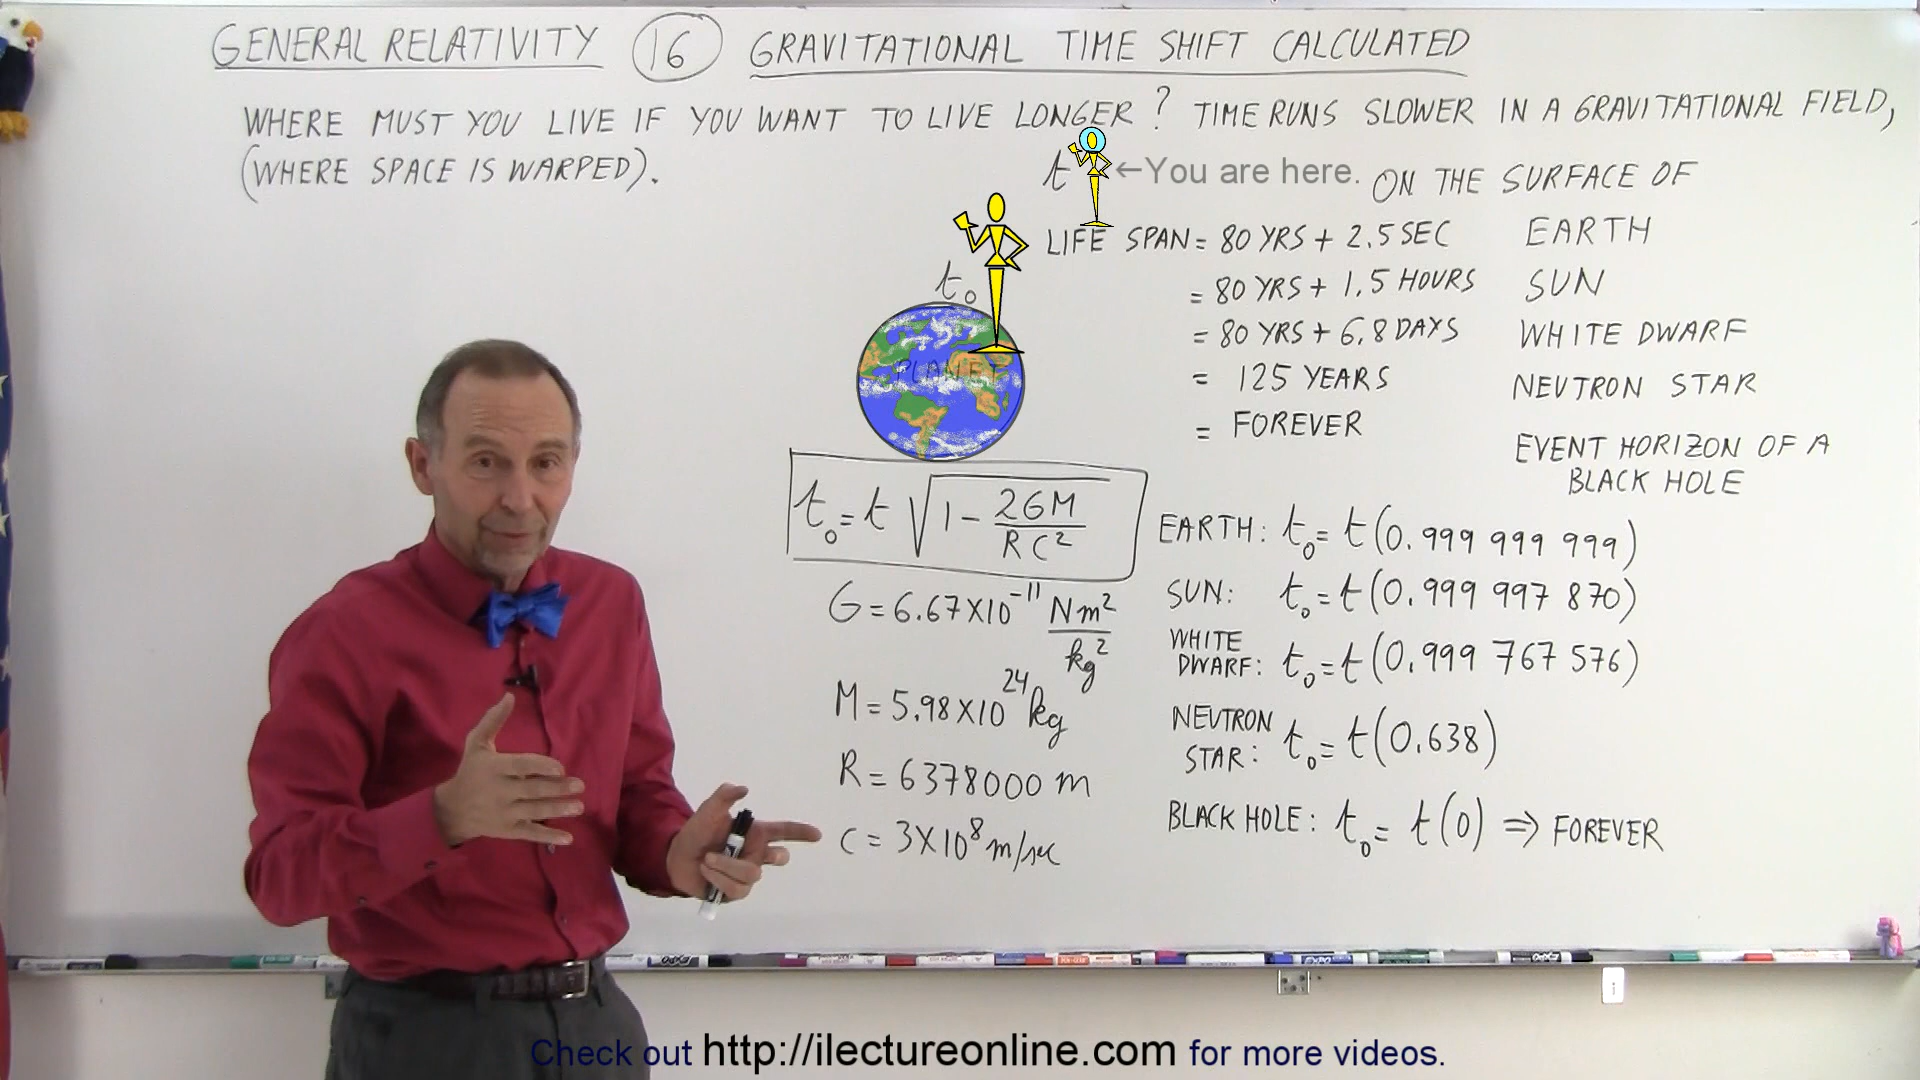 GENERAL RELATIVITY 16 GRAVITATIONAL TIME SHIFT CALCULATED
WHERE MUST YOU LIVE IF YOU WANT TO LIVE LONGER? TIME RUNS SLOWER IN A GRAVITATIONAL FIELD,
(WHERE SPACE IS WARPED).
t ←You are here. ON THE SURFACE OF
LIFE SPAN = 80 YRS + 2.5 SEC EARTH
t₀
= 80 YRS + 1.5 HOURS SUN
= 80 YRS + 6.8 DAYS WHITE DWARF
PLANET
= 125 YEARS NEUTRON STAR
= FOREVER EVENT HORIZON OF A
BLACK HOLE
t₀ = t √(1 - 2GM/RC²)
G = 6.67 X 10⁻¹¹ Nm²/kg²
M = 5.98 X 10²⁴ kg
R = 6378000 m
C = 3 X 10⁸ m/sec
EARTH: t₀ = t (0.999 999 999)
SUN: t₀ = t (0.999 997 870)
WHITE
DWARF: t₀ = t (0.999 767 576)
NEUTRON
STAR: t₀ = t (0.638)
BLACK HOLE: t₀ = t (0) ⇒ FOREVER
EXPO
Check out http://ilectureonline.com for more videos.